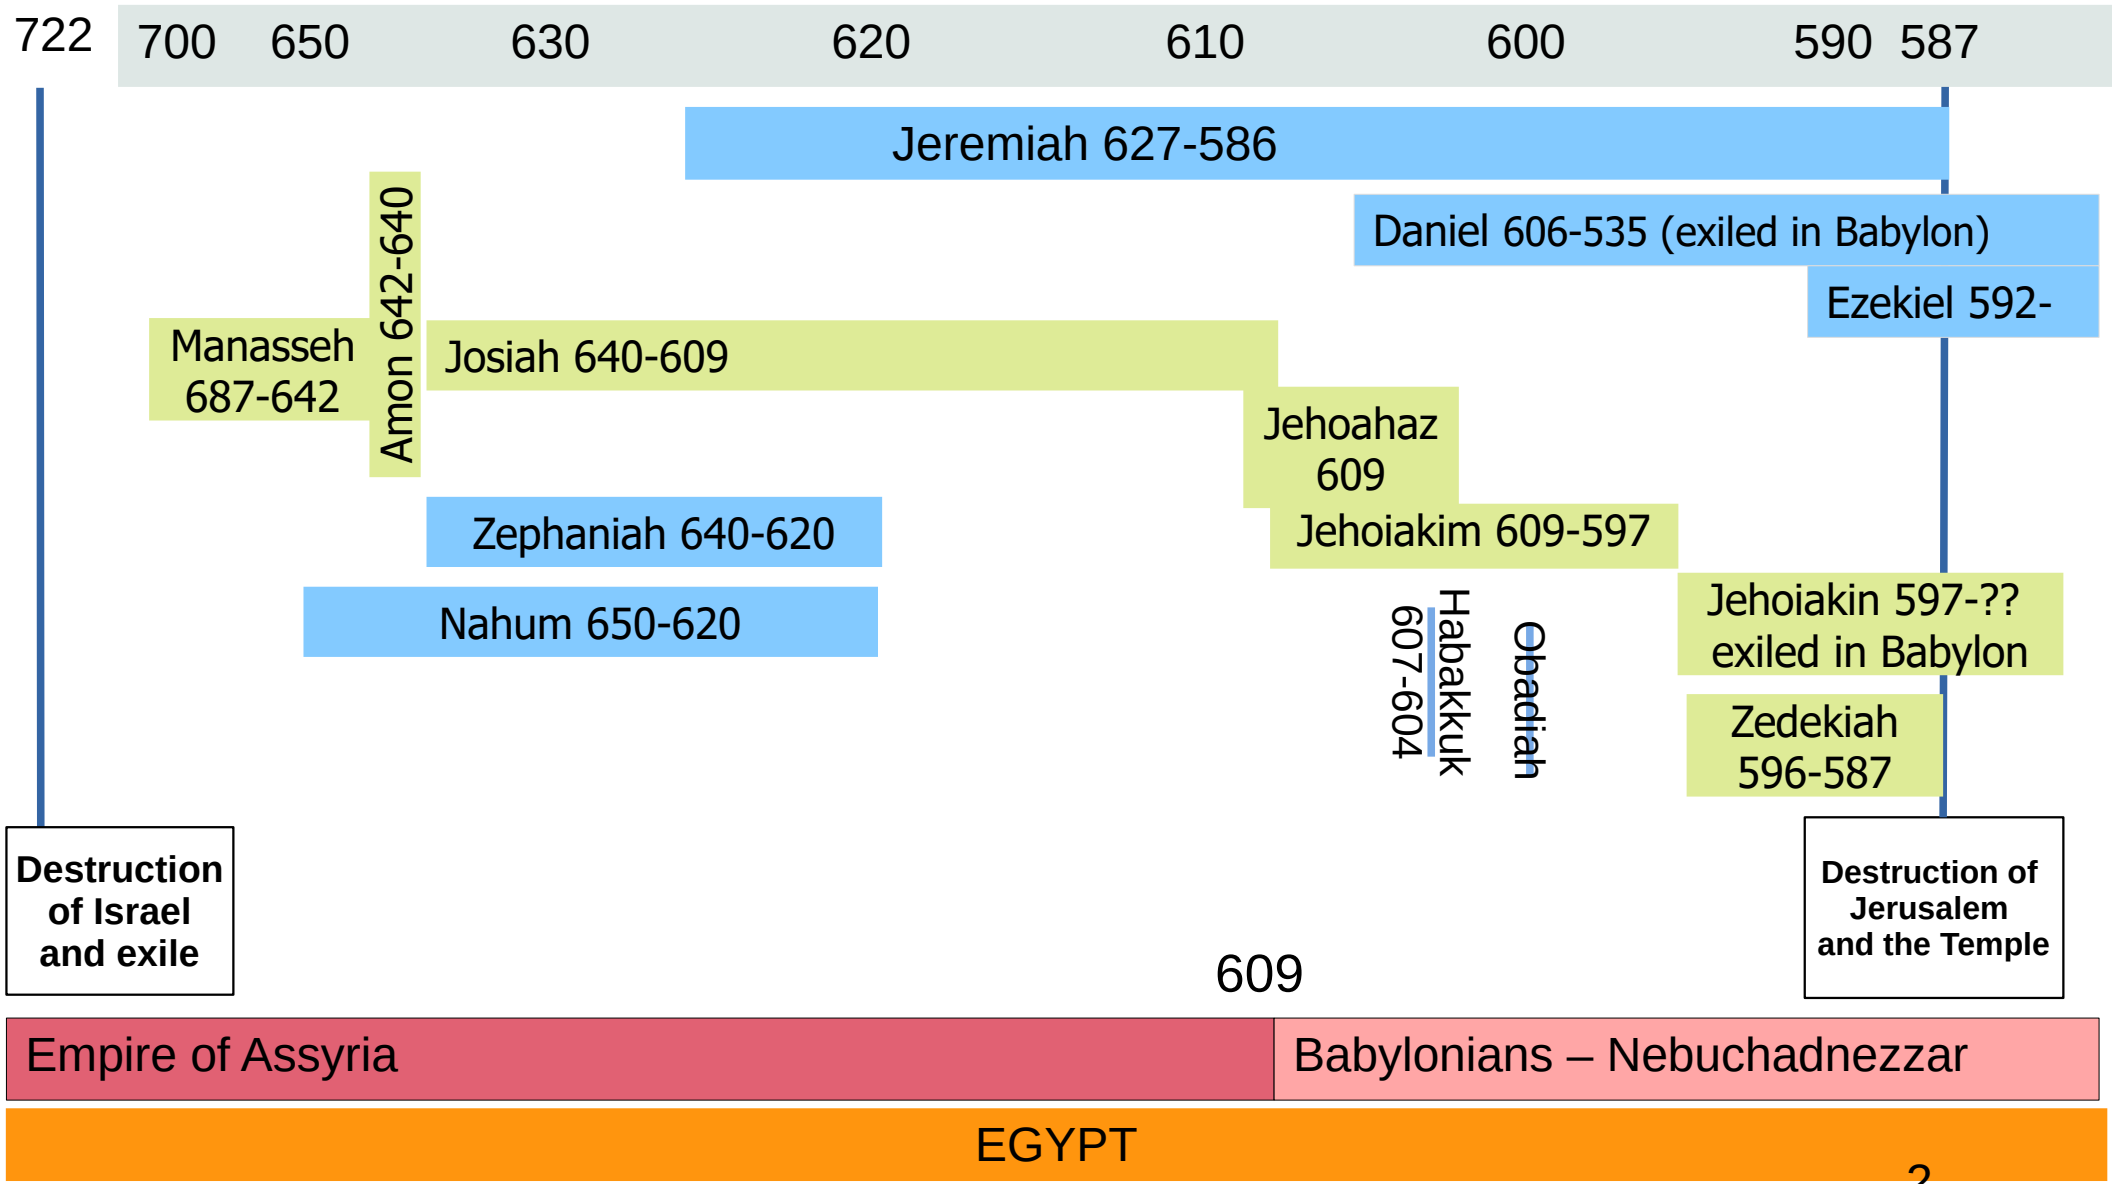 722 700 650 630 620 610 600 590 587
Jeremiah 627-586
Daniel 606-535 (exiled in Babylon)
Ezekiel 592-
Amon 642-640
Manasseh
687-642
Josiah 640-609
Jehoahaz
609
Zephaniah 640-620
Jehoiakim 609-597
Nahum 650-620
Habakkuk
607-604
Obadiah
Jehoiakin 597-??
exiled in Babylon
Zedekiah
596-587
Destruction
of Israel
and exile
Destruction of
Jerusalem
and the Temple
609
Empire of Assyria
Babylonians – Nebuchadnezzar
EGYPT
2